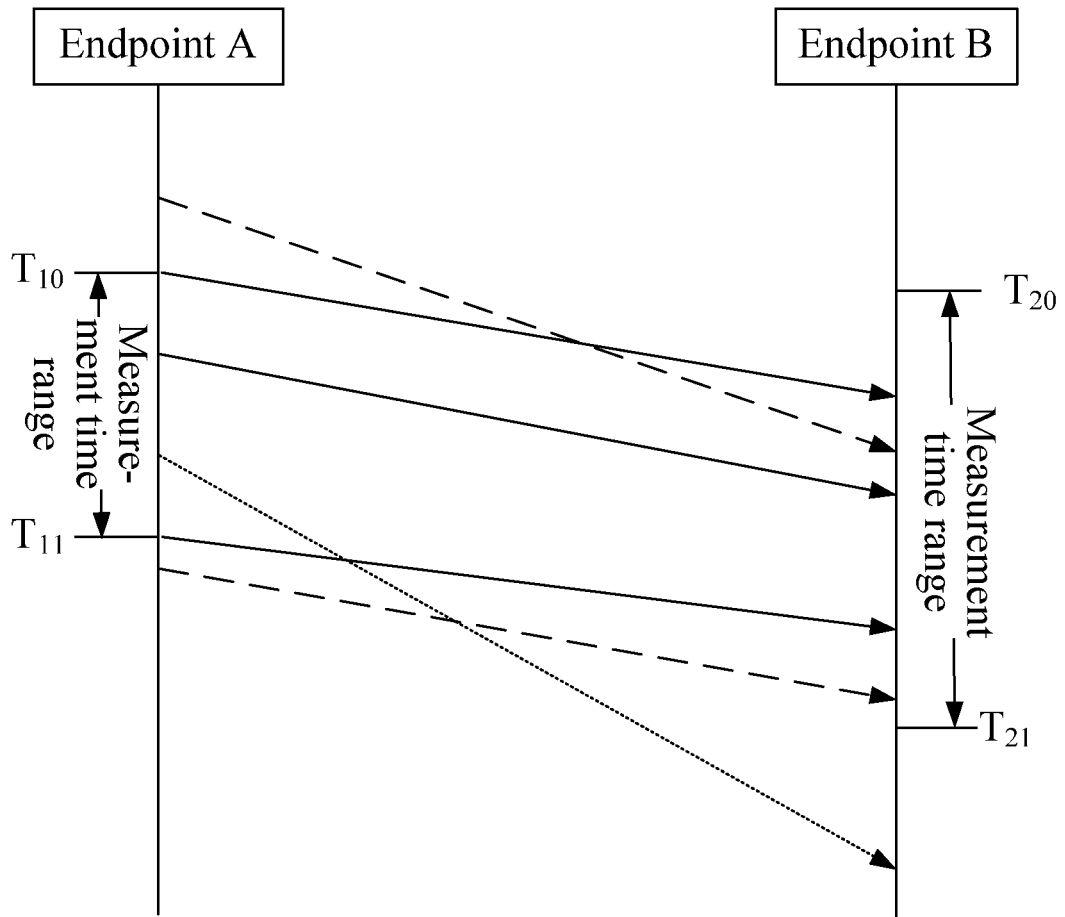 Endpoint A
Endpoint B
T10
T20
Measure-
ment time
range
Measurement
time range
T11
T21